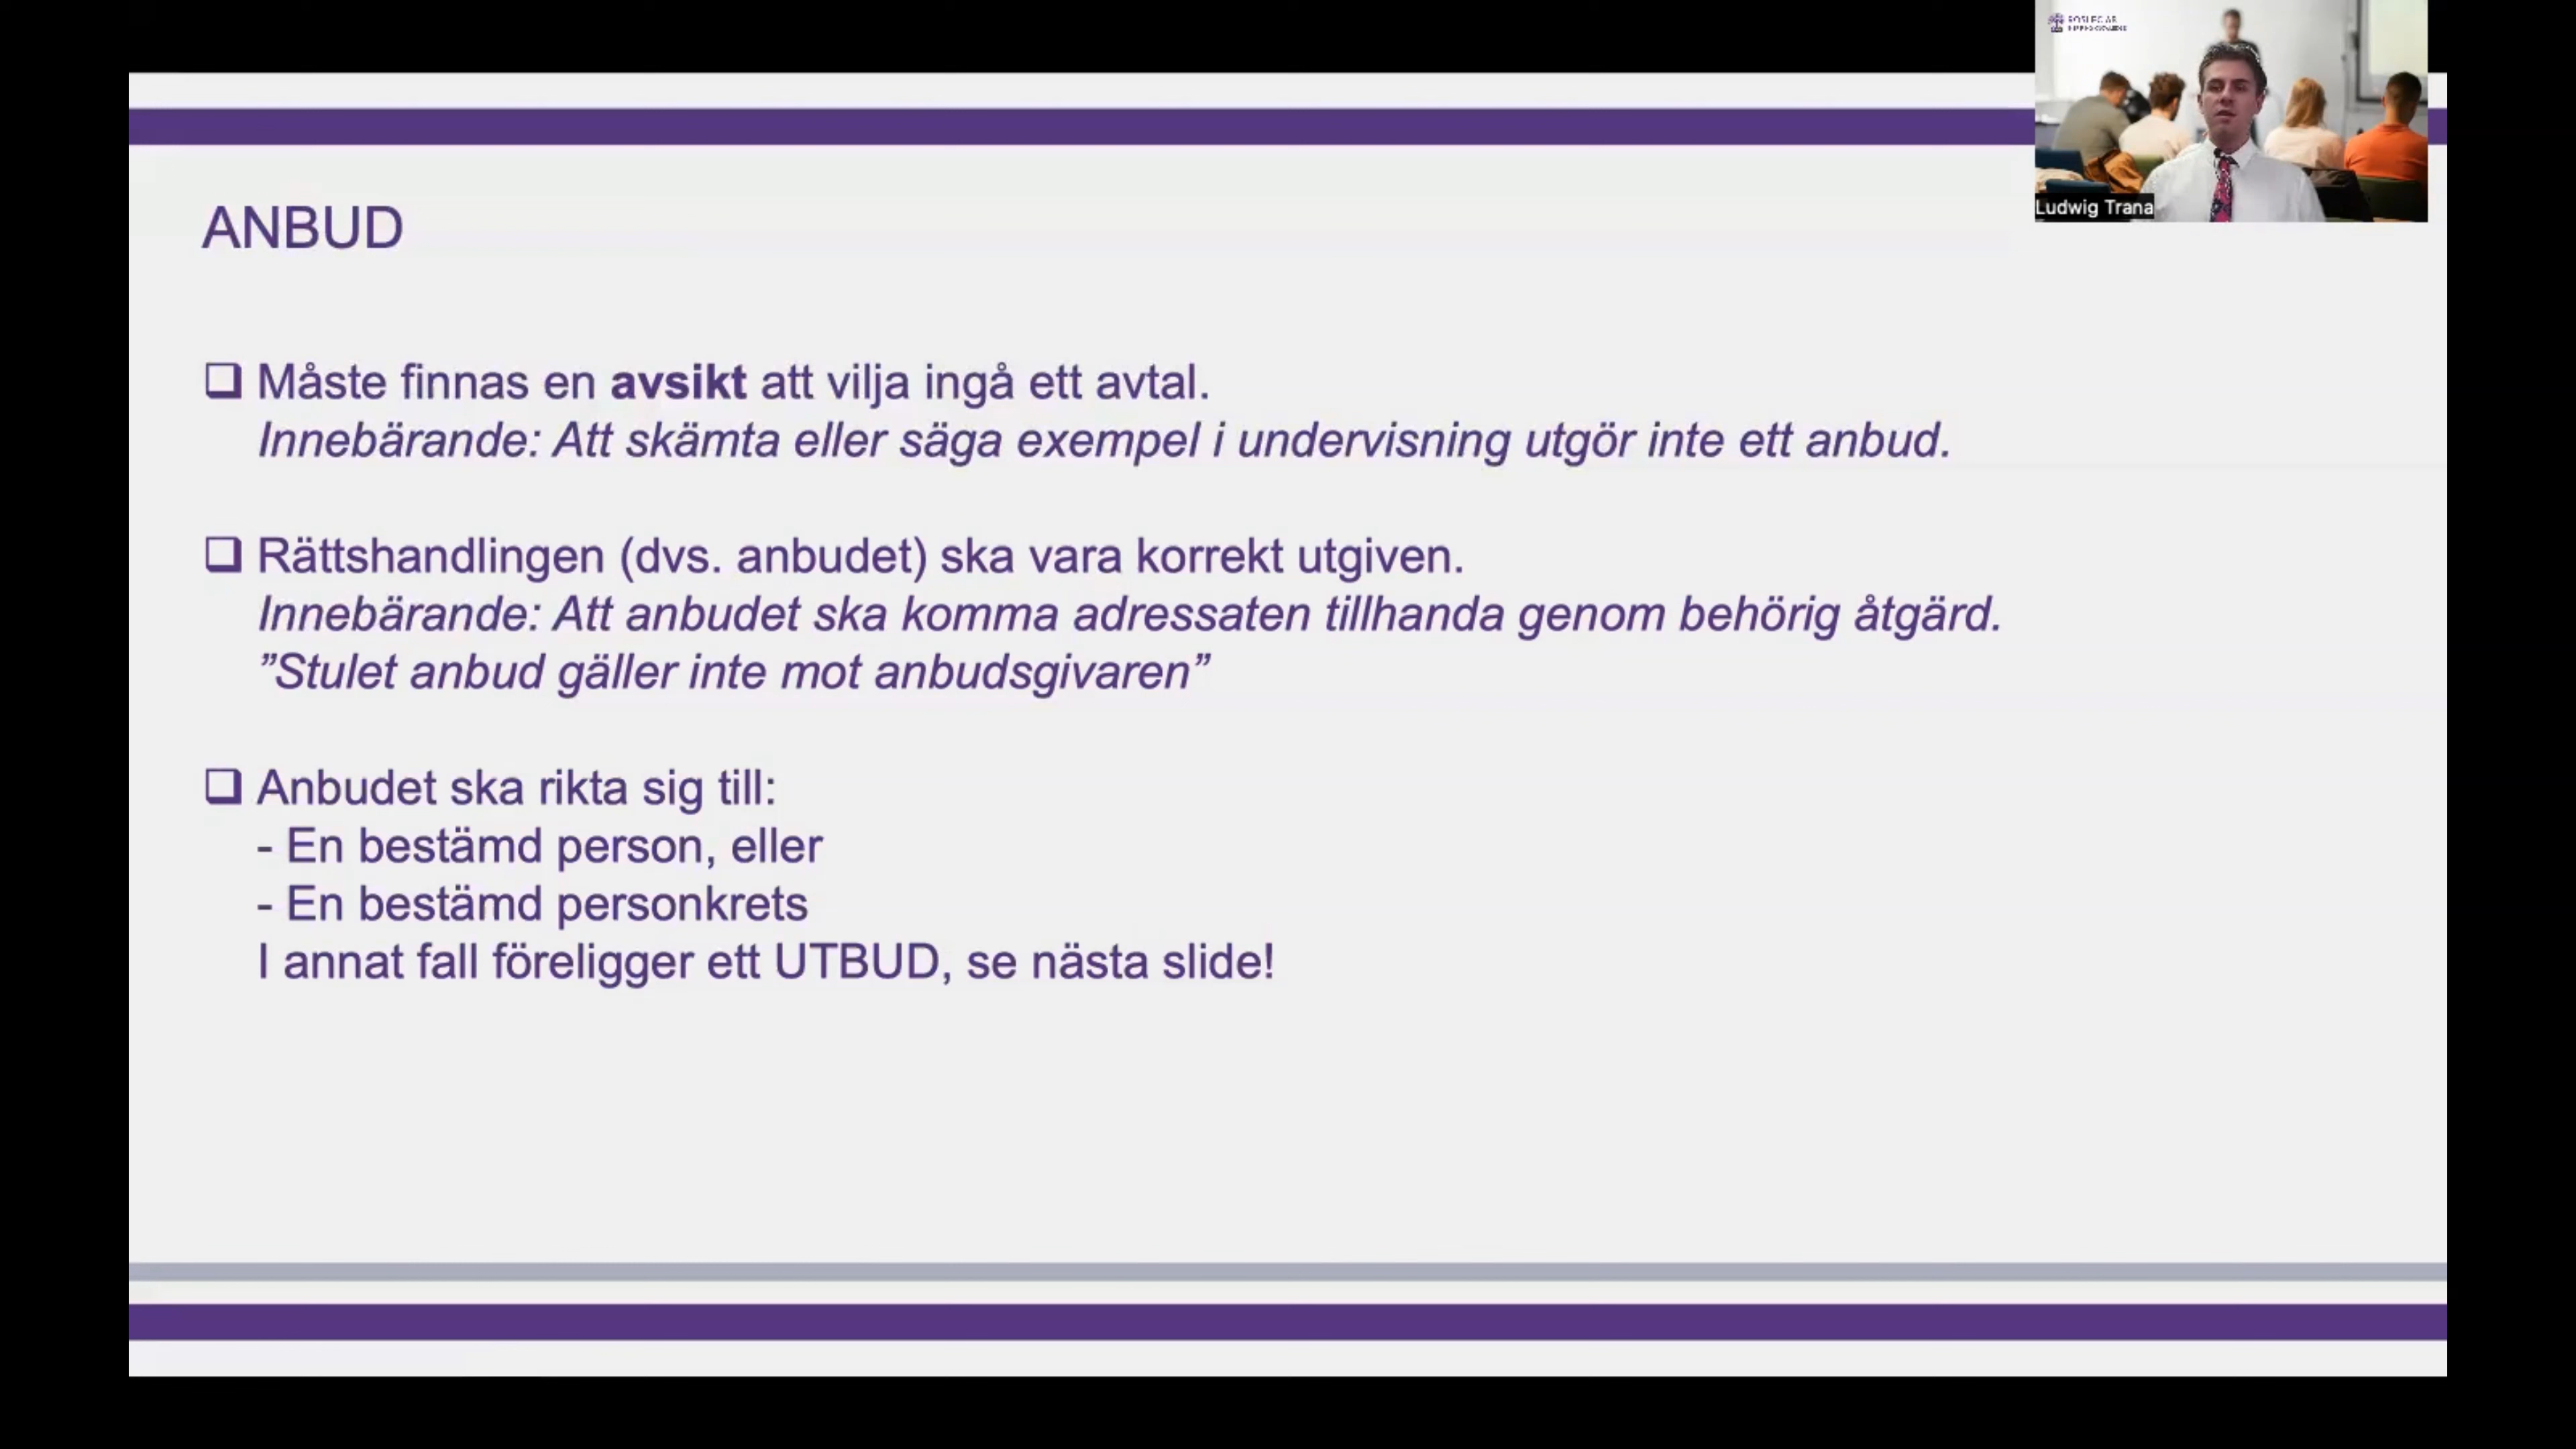 ANBUD
Måste finnas en avsikt att vilja ingå ett avtal.
Innebärande: Att skämta eller säga exempel i undervisning utgör inte ett anbud.
Rättshandlingen (dvs. anbudet) ska vara korrekt utgiven.
Innebärande: Att anbudet ska komma adressaten tillhanda genom behörig åtgärd.
”Stulet anbud gäller inte mot anbudsgivaren”
Anbudet ska rikta sig till:
- En bestämd person, eller
- En bestämd personkrets
I annat fall föreligger ett UTBUD, se nästa slide!
Ludwig Trana